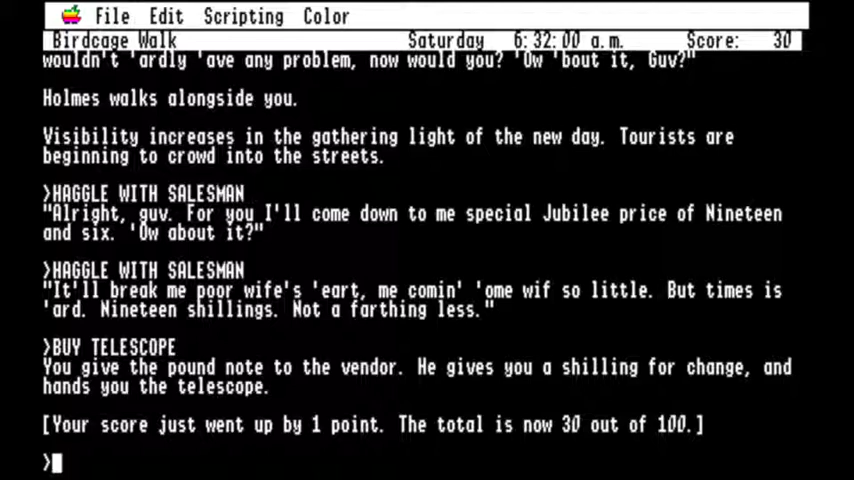 File Edit Scripting Color
Birdcage Walk Saturday 6:32:00 a.m. Score: 30
wouldn't 'ardly 'ave any problem, now would you? 'Ow 'bout it, Guv?"
Holmes walks alongside you.
Visibility increases in the gathering light of the new day. Tourists are
beginning to crowd into the streets.
>HAGGLE WITH SALESMAN
"Alright, guv. For you I'll come down to me special Jubilee price of Nineteen
and six. 'Ow about it?"
>HAGGLE WITH SALESMAN
"It'll break me poor wife's 'eart, me comin' 'ome wif so little. But times is
'ard. Nineteen shillings. Not a farthing less."
>BUY TELESCOPE
You give the pound note to the vendor. He gives you a shilling for change, and
hands you the telescope.
[Your score just went up by 1 point. The total is now 30 out of 100.]
>